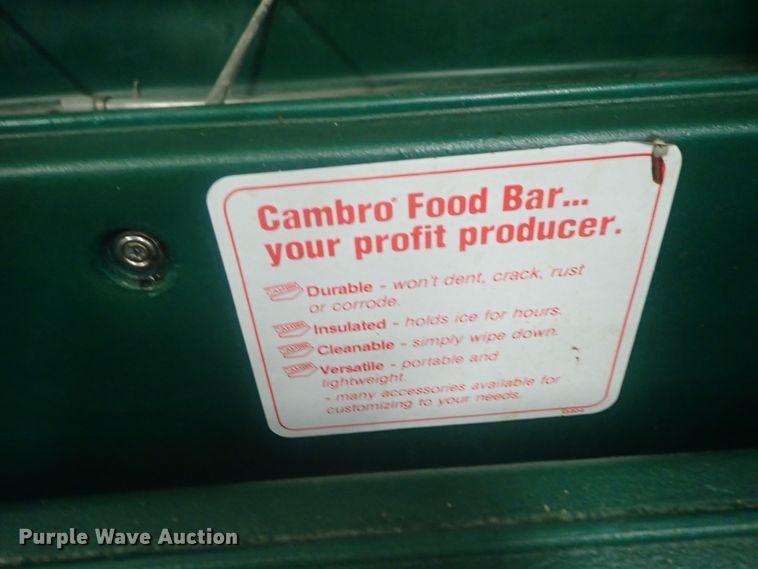 Cambro® Food Bar...
your profit producer.
Durable - won't dent, crack, rust
or corrode.
Insulated - holds ice for hours.
Cleanable - simply wipe down.
Versatile - portable and
lightweight.
- many accessories available for
customizing to your needs.
Purple Wave Auction